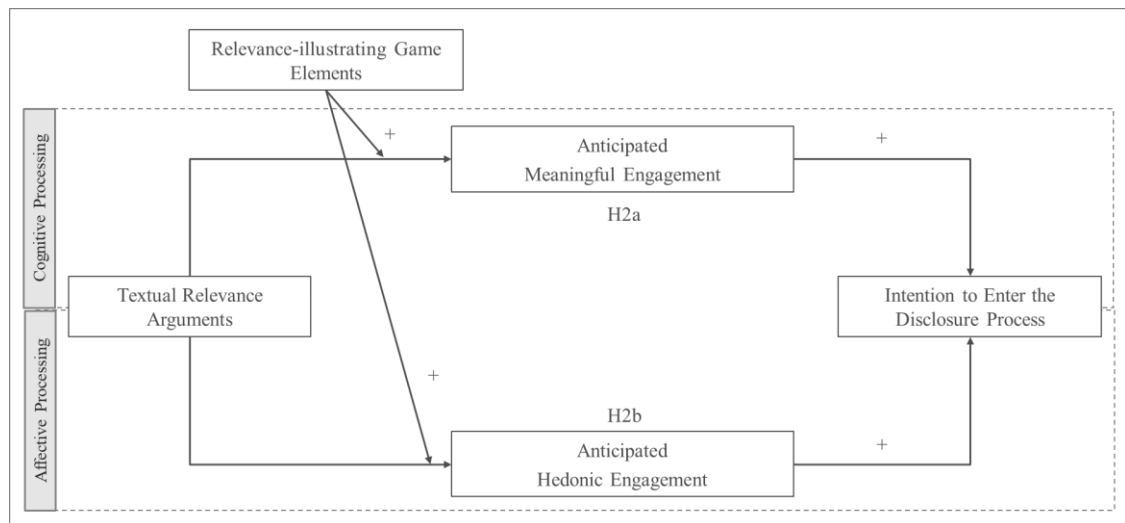 Relevance-illustrating Game
Elements
Cognitive Processing
+
Anticipated
Meaningful Engagement
+
H2a
Textual Relevance
Arguments
Intention to Enter the
Disclosure Process
Affective Processing
+
H2b
Anticipated
Hedonic Engagement
+